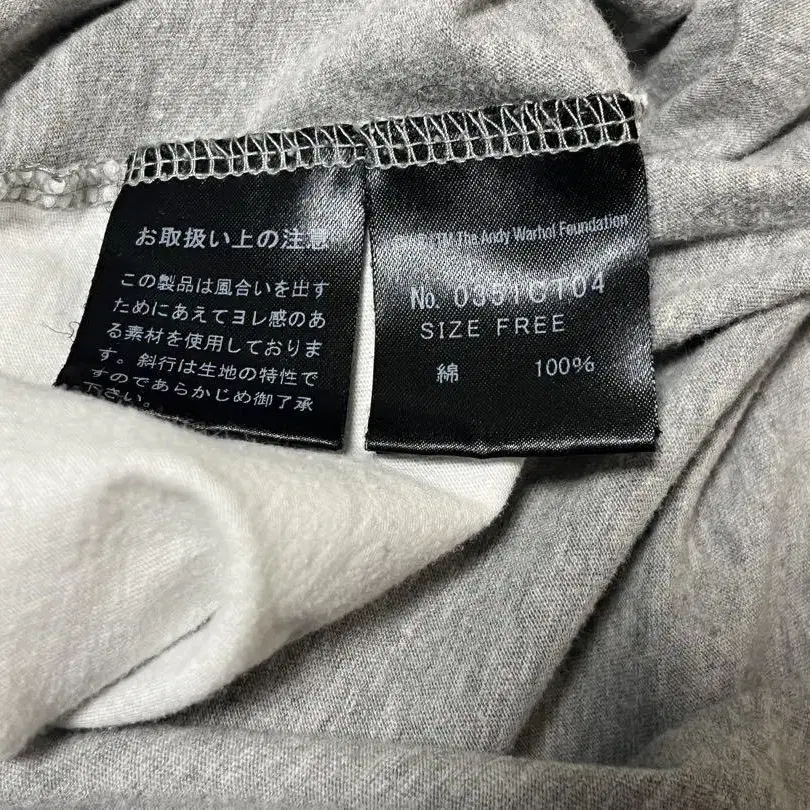 お取扱い上の注意
この製品は風合いを出す
ためにあえてヨレ感のあ
る素材を使用しておりま
す。斜行は生地の特性で
すのであらかじめ御了承
下さい。
The Andy Warhol Foundation
No. 0351CT04
SIZE FREE
綿 100%